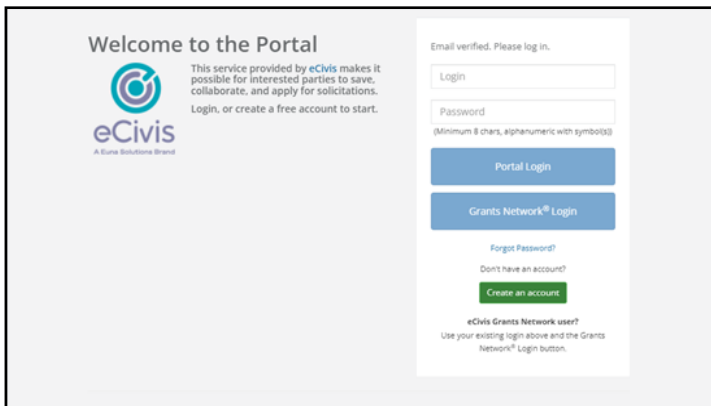 Welcome to the Portal
This service provided by eCivis makes it
possible for interested parties to save,
collaborate, and apply for solicitations.
Login, or create a free account to start.
eCivis
A Euna Solutions Brand
Email verified. Please log in.
Login
Password
(Minimum 8 chars, alphanumeric with symbol(s))
Portal Login
Grants Network® Login
Forgot Password?
Don't have an account?
Create an account
eCivis Grants Network user?
Use your existing login above and the Grants
Network® Login button.